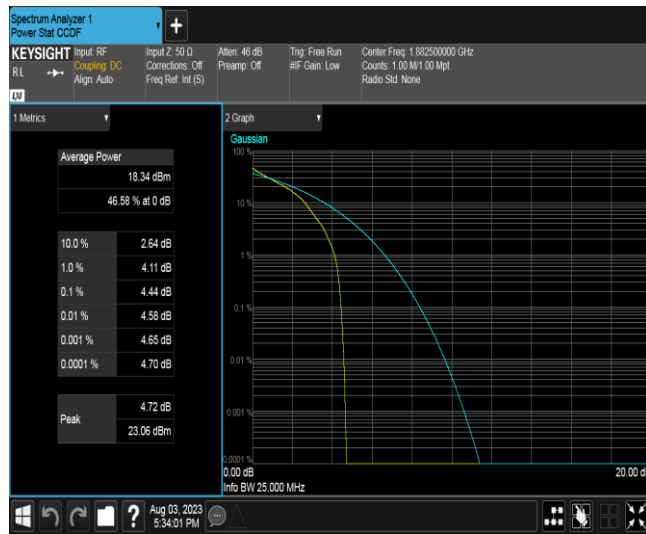 Spectrum Analyzer 1
Power Stat CCDF
+
KEYSIGHT
RL
LXI
Input: RF
Coupling: DC
Align: Auto
Input Z: 50 Ω
Corrections: Off
Freq Ref: Int (S)
Atten: 46 dB
Preamp: Off
Trig: Free Run
#IF Gain: Low
Center Freq: 1.882500000 GHz
Counts: 1.00 M/1.00 Mpt
Radio Std: None
1 Metrics
Average Power
18.34 dBm
46.58 % at 0 dB
10.0 % 2.64 dB
1.0 % 4.11 dB
0.1 % 4.44 dB
0.01 % 4.58 dB
0.001 % 4.65 dB
0.0001 % 4.70 dB
Peak
4.72 dB
23.06 dBm
2 Graph
Gaussian
100 %
10 %
1 %
0.1 %
0.01 %
0.001 %
0.0001 %
0.00 dB 20.00 d
Info BW 25.000 MHz
?
Aug 03, 2023
5:34:01 PM